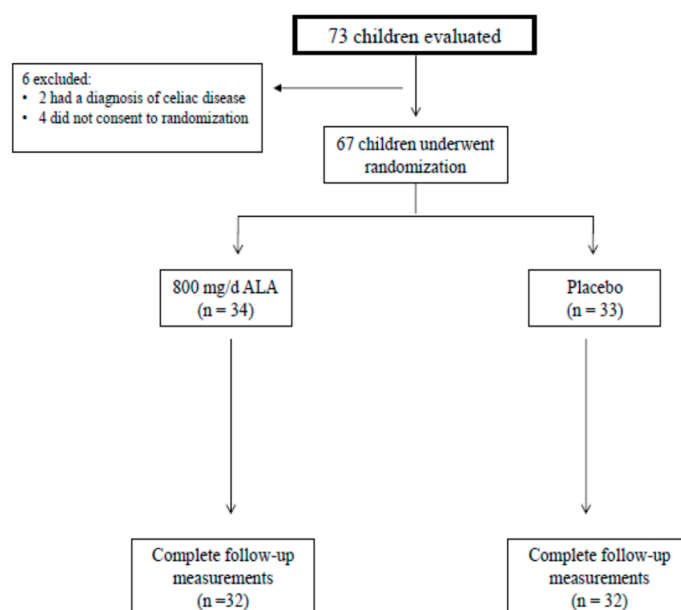 73 children evaluated
6 excluded:
• 2 had a diagnosis of celiac disease
• 4 did not consent to randomization
67 children underwent
randomization
800 mg/d ALA
(n = 34)
Placebo
(n = 33)
Complete follow-up
measurements
(n =32)
Complete follow-up
measurements
(n = 32)